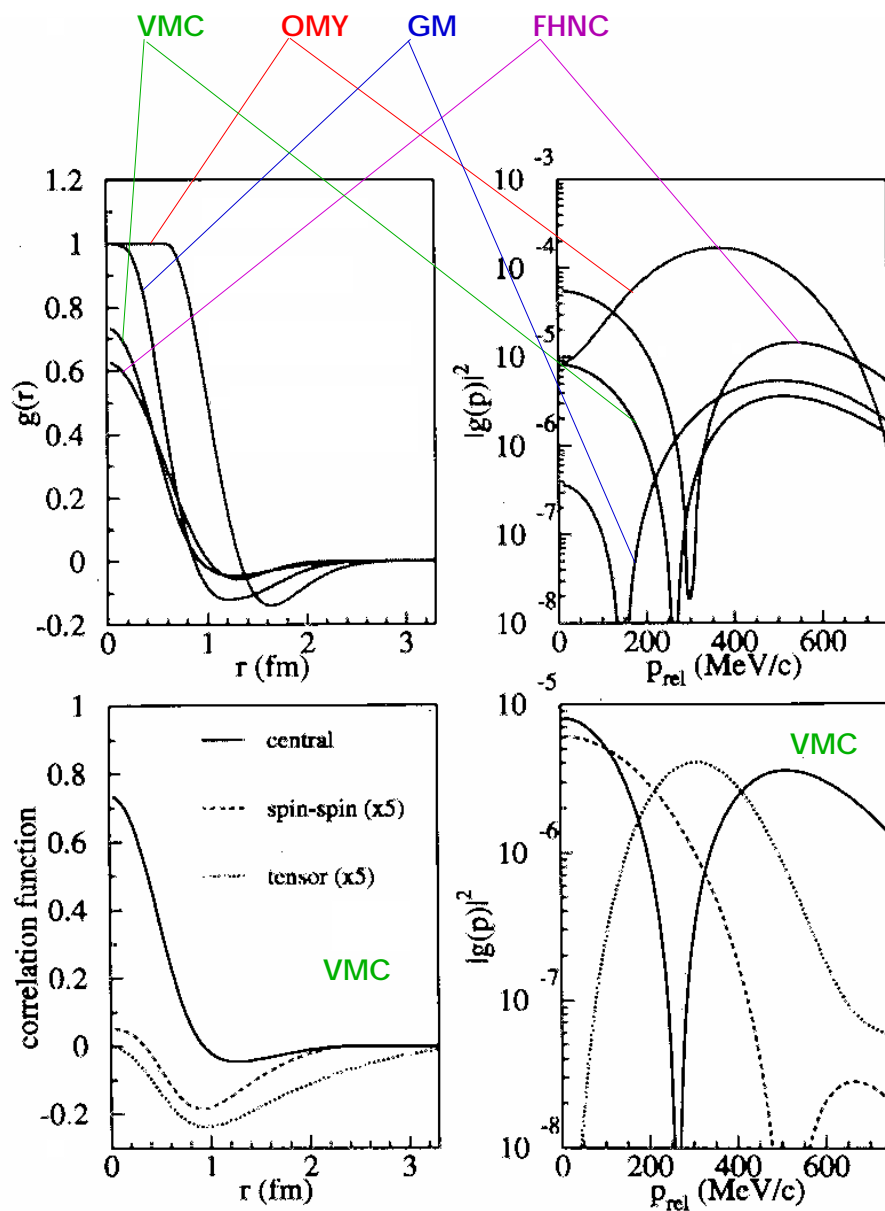 VMC OMY GM FHNC
1.2
1
0.8
0.6
0.4
0.2
0
-0.2
g(r)
0 1 2 3
r (fm)
10 -3
10 -4
10 -5
10 -6
10 -7
10 -8
|g(p)|2
0 200 400 600
p rel (MeV/c)
1
0.8
0.6
0.4
0.2
0
-0.2
correlation function
central
spin-spin (x5)
tensor (x5)
VMC
0 1 2 3
r (fm)
10 -5
10 -6
10 -7
10 -8
|g(p)|2
VMC
0 200 400 600
p rel (MeV/c)